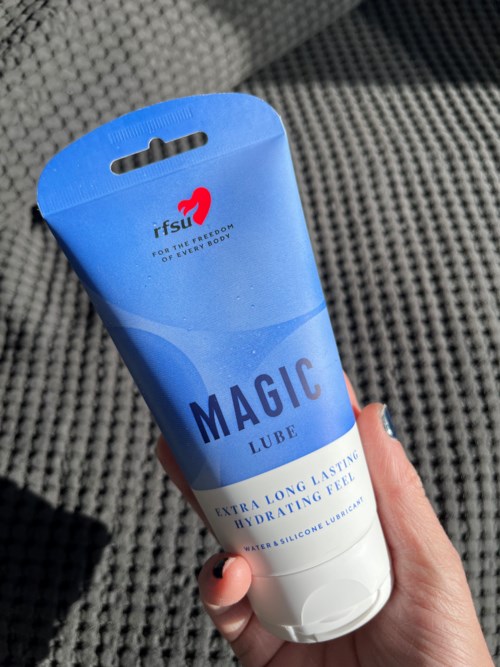 rfsu
FOR THE FREEDOM
OF EVERY BODY
MAGIC
LUBE
EXTRA LONG LASTING
HYDRATING FEEL
WATER & SILICONE LUBRICANT